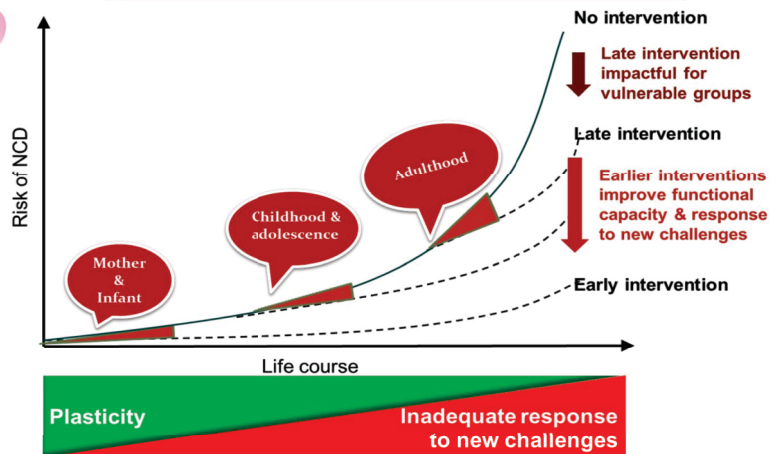 No intervention
Late intervention
impactful for
vulnerable groups
Late intervention
Earlier interventions
improve functional
capacity & response
to new challenges
Early intervention
Adulthood
Childhood &
adolescence
Mother
&
Infant
Risk of NCD
Life course
Plasticity
Inadequate response
to new challenges